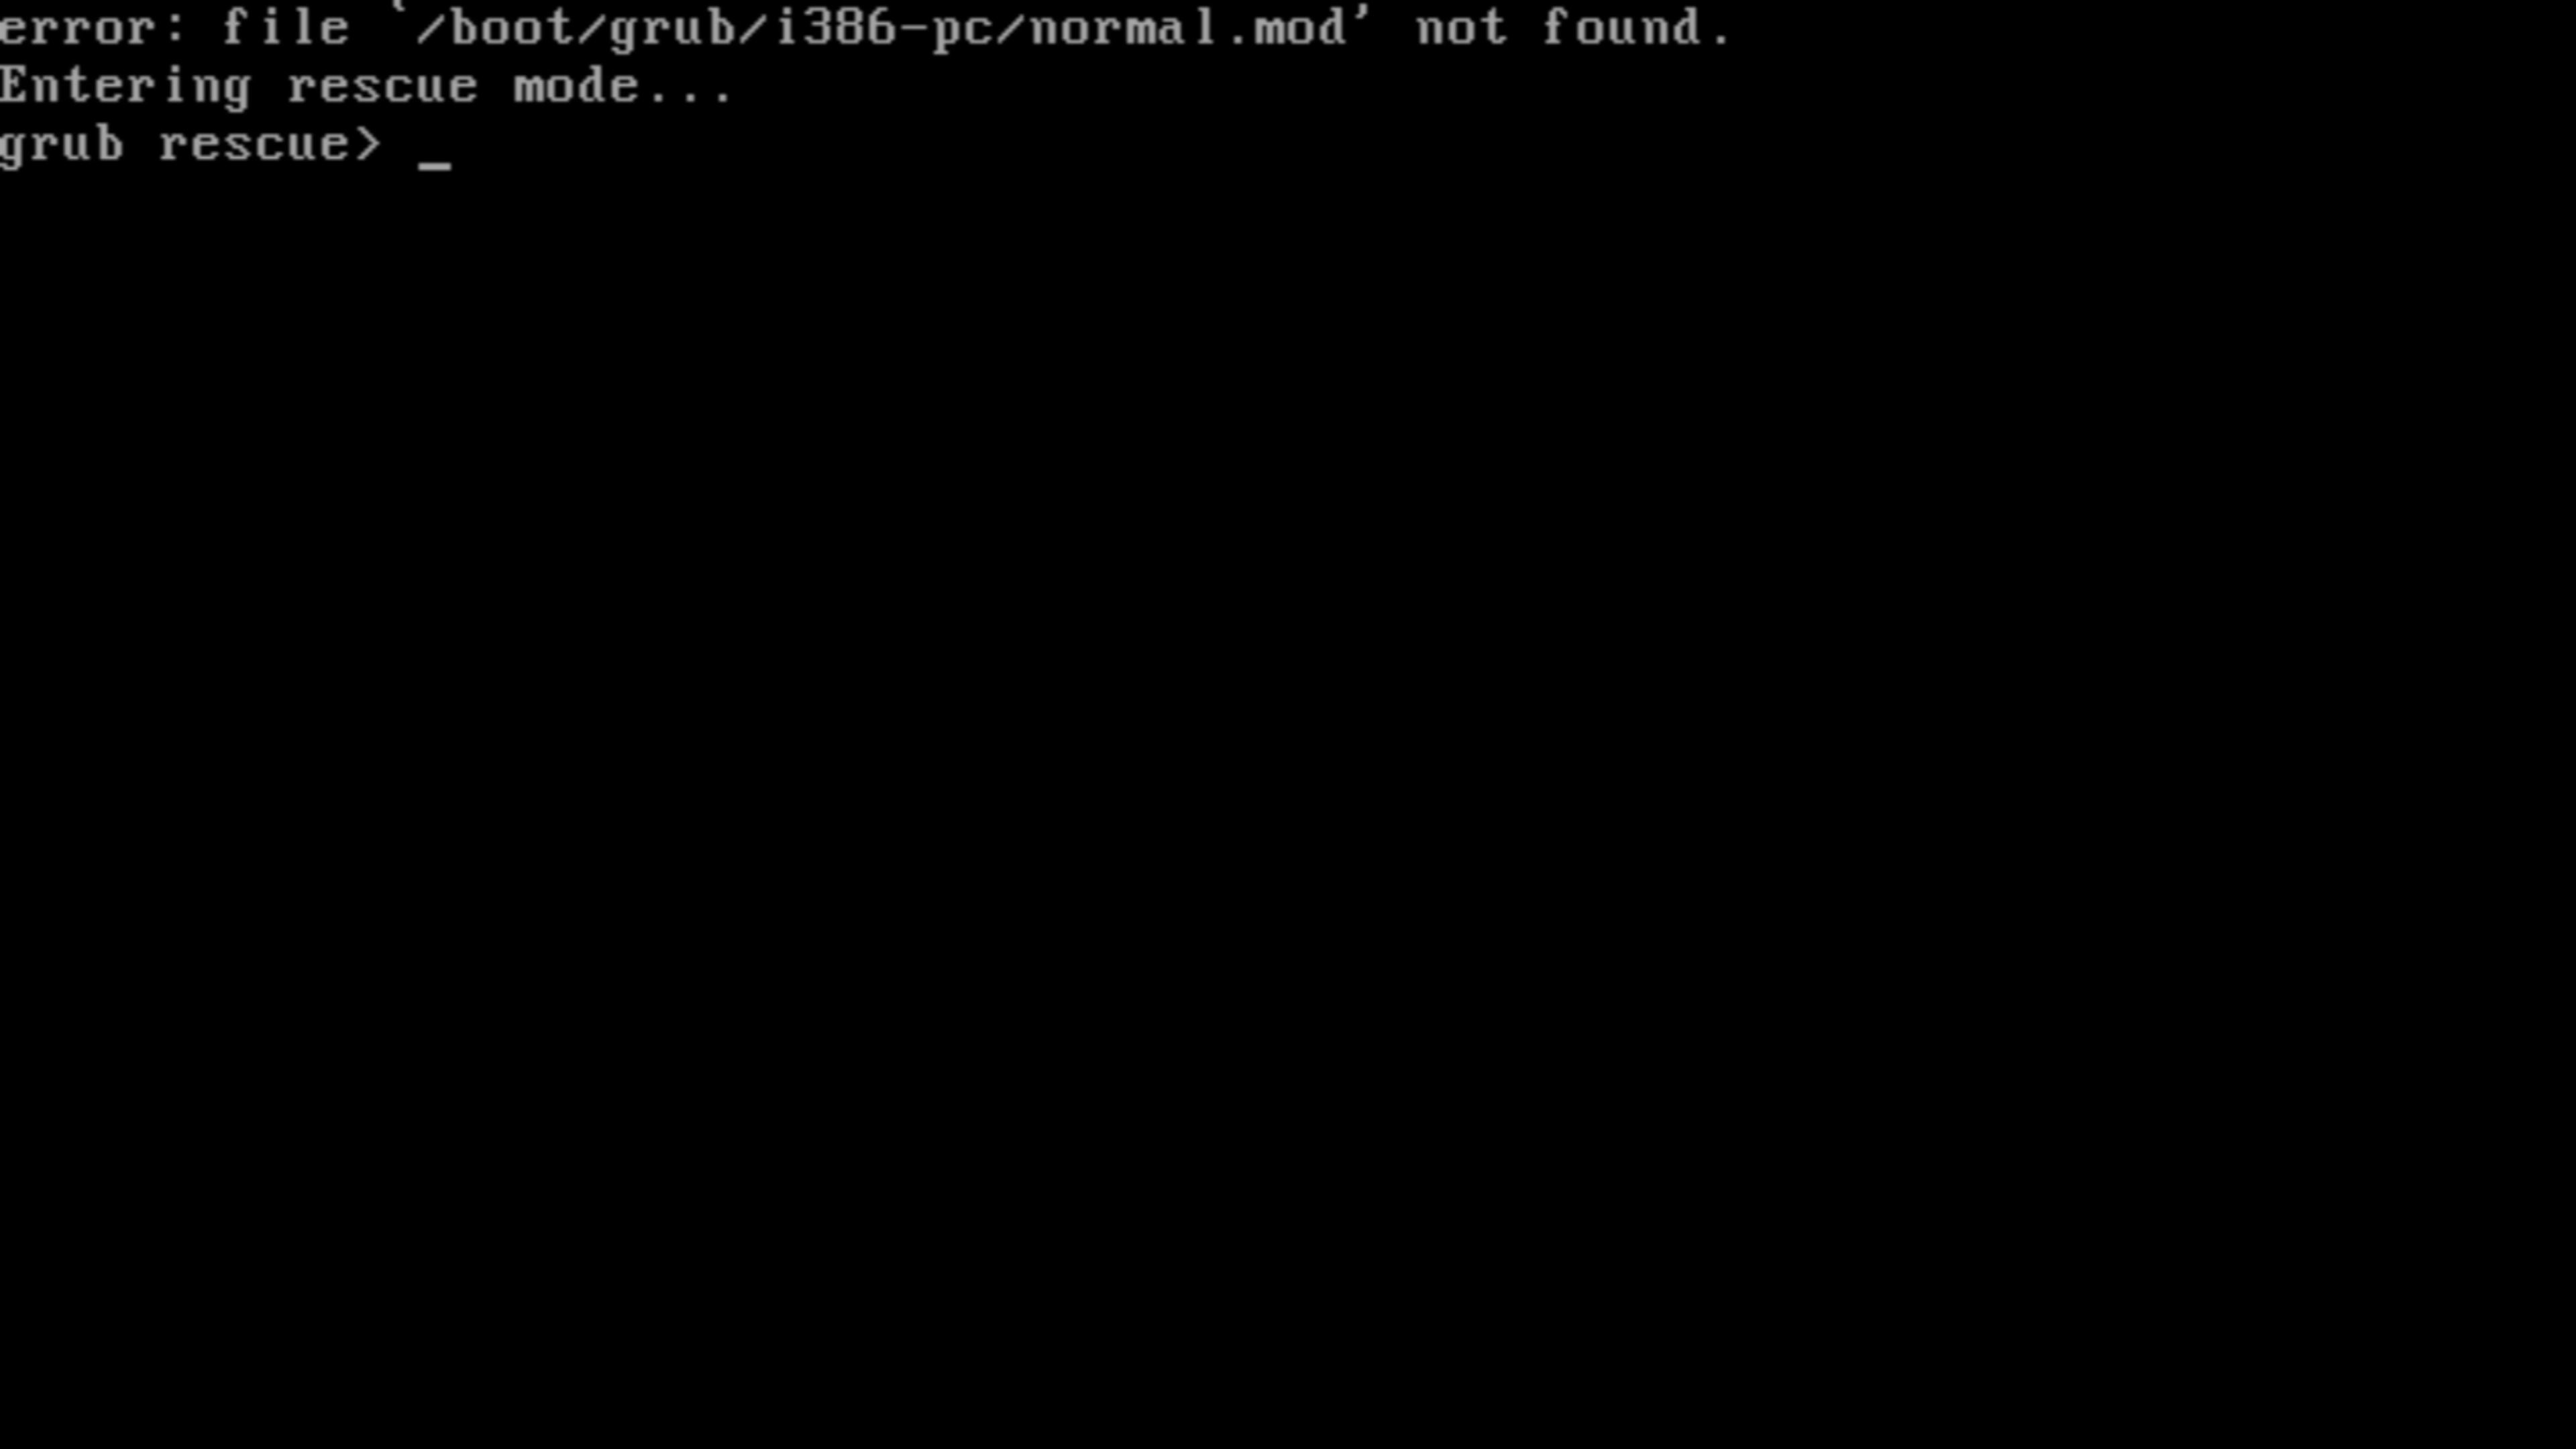 error: file `/boot/grub/i386-pc/normal.mod' not found.
Entering rescue mode...
grub rescue> _